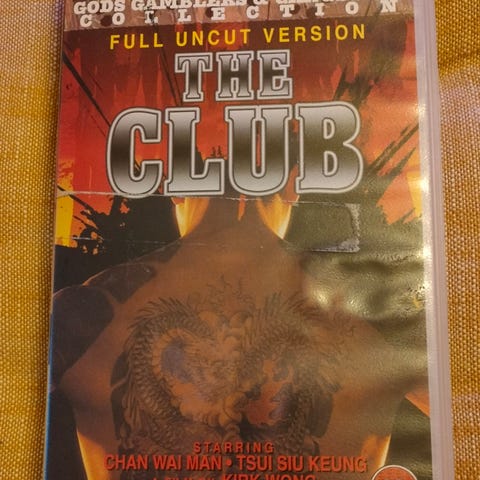 GODS GAMBLERS &
COLLECTION
FULL UNCUT VERSION
THE
CLUB
STARRING
CHAN WAI MAN • TSUI SIU KEUNG
KIRK WONG